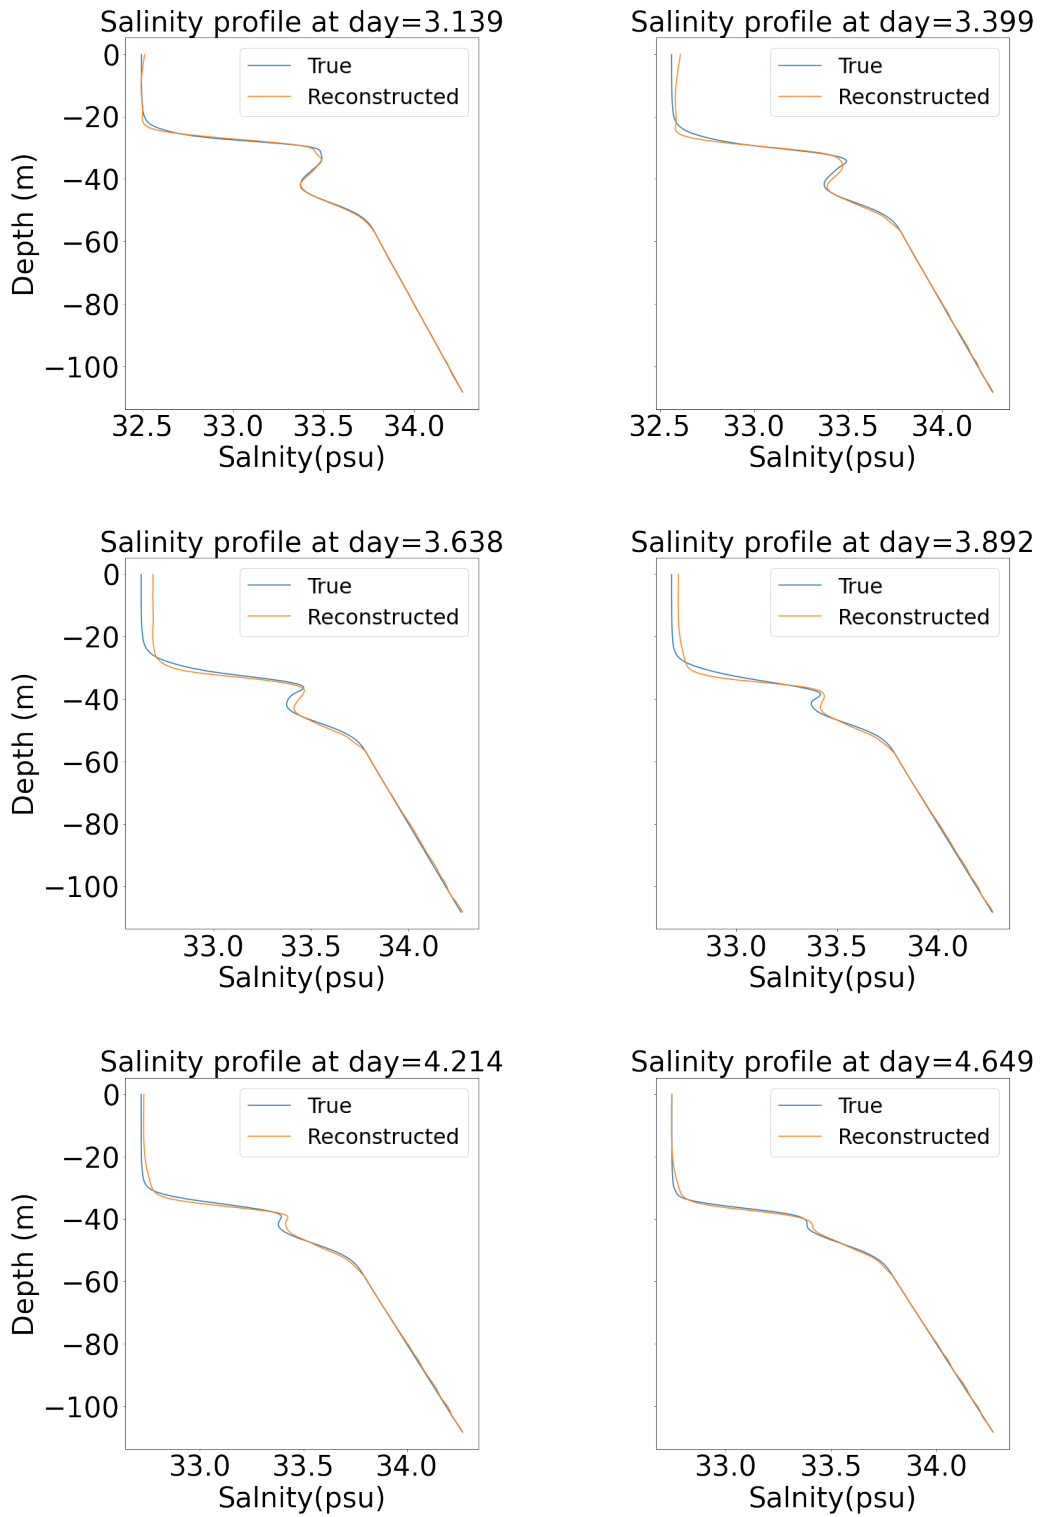 Salinity profile at day=3.139
Salinity profile at day=3.399
0
−20
−40
−60
−80
−100
Depth (m)
True
Reconstructed
True
Reconstructed
32.5 33.0 33.5 34.0
32.5 33.0 33.5 34.0
Salnity(psu)
Salnity(psu)
Salinity profile at day=3.638
Salinity profile at day=3.892
0
−20
−40
−60
−80
−100
Depth (m)
True
Reconstructed
True
Reconstructed
33.0 33.5 34.0
33.0 33.5 34.0
Salnity(psu)
Salnity(psu)
Salinity profile at day=4.214
Salinity profile at day=4.649
0
−20
−40
−60
−80
−100
Depth (m)
True
Reconstructed
True
Reconstructed
33.0 33.5 34.0
33.0 33.5 34.0
Salnity(psu)
Salnity(psu)